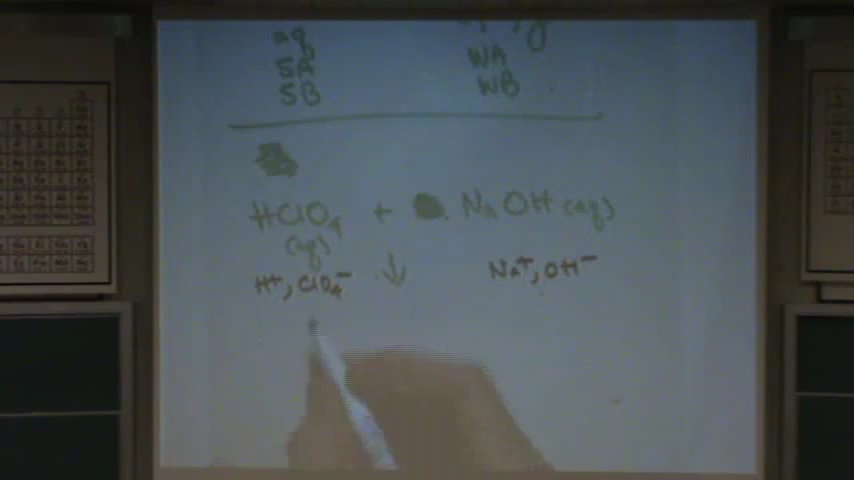 aq
SA WA
SB WB
HClO₄ + NaOH (aq)
(aq)
H⁺, ClO₄⁻ ↓ Na⁺, OH⁻